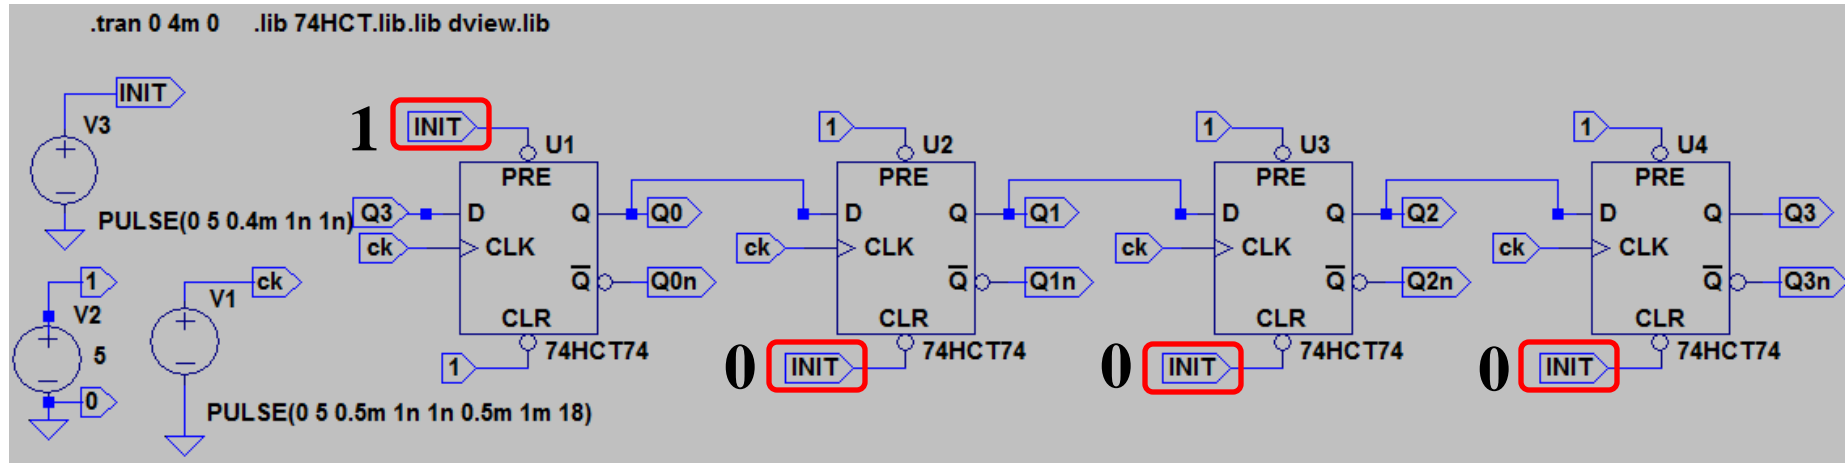 .tran 0 4m 0 .lib 74HCT.lib.lib dview.lib
INIT
V3
PULSE(0 5 0.4m 1n 1n)
1
V2
5
0
ck
V1
PULSE(0 5 0.5m 1n 1n 0.5m 1m 18)
1
INIT
U1
PRE
Q3
D
Q
Q0
ck
CLK
Q
Q0n
CLR
1
74HCT74
1
U2
PRE
D
Q
Q1
ck
CLK
Q
Q1n
CLR
0
INIT
74HCT74
1
U3
PRE
D
Q
Q2
ck
CLK
Q
Q2n
CLR
0
INIT
74HCT74
1
U4
PRE
D
Q
Q3
ck
CLK
Q
Q3n
CLR
0
INIT
74HCT74